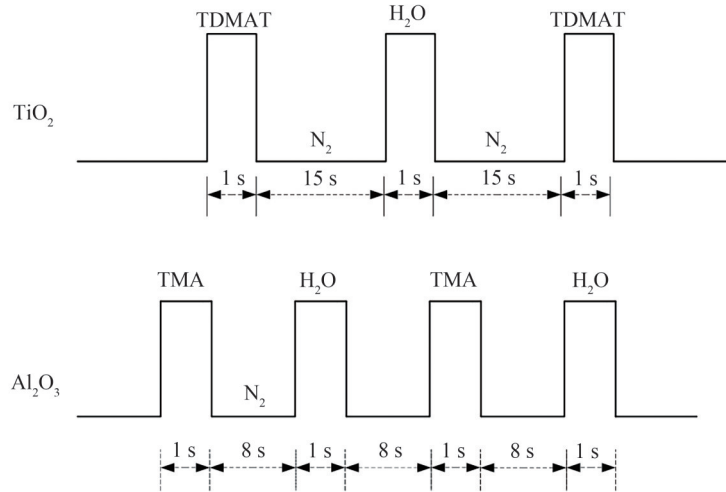 TDMAT H₂O TDMAT
TiO₂
N₂ N₂
1 s 15 s 1 s 15 s 1 s
TMA H₂O TMA H₂O
Al₂O₃
N₂
1 s 8 s 1 s 8 s 1 s 8 s 1 s